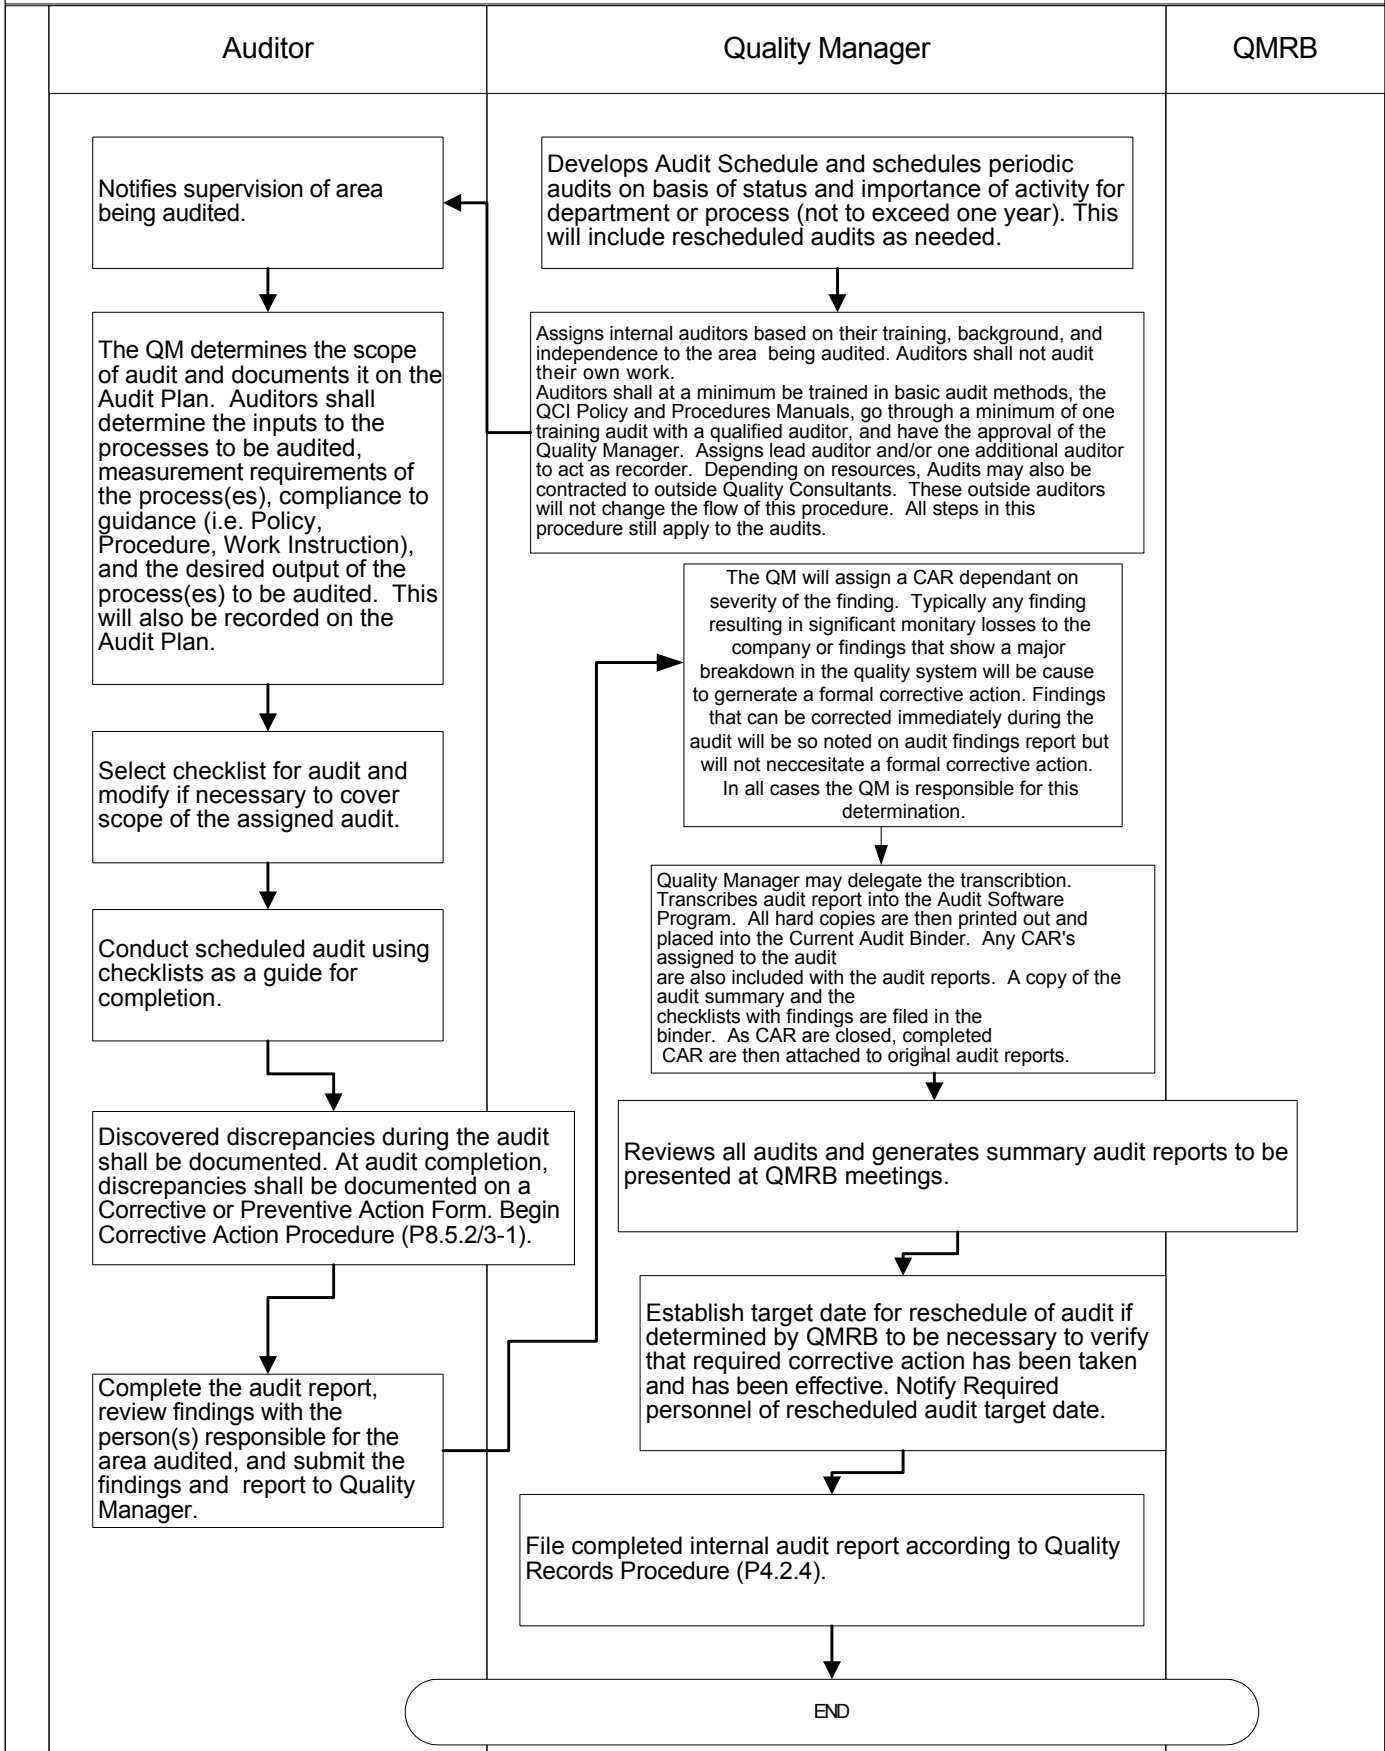 Auditor
Quality Manager
QMRB
Develops Audit Schedule and schedules periodic
audits on basis of status and importance of activity for
department or process (not to exceed one year). This
will include rescheduled audits as needed.
Assigns internal auditors based on their training, background, and
independence to the area  being audited. Auditors shall not audit
their own work.
Auditors shall at a minimum be trained in basic audit methods, the
QCI Policy and Procedures Manuals, go through a minimum of one
training audit with a qualified auditor, and have the approval of the
Quality Manager.  Assigns lead auditor and/or one additional auditor
to act as recorder.  Depending on resources, Audits may also be
contracted to outside Quality Consultants.  These outside auditors
will not change the flow of this procedure.  All steps in this
procedure still apply to the audits.
Notifies supervision of area
being audited.
The QM determines the scope
of audit and documents it on the
Audit Plan.  Auditors shall
determine the inputs to the
processes to be audited,
measurement requirements of
the process(es), compliance to
guidance (i.e. Policy,
Procedure, Work Instruction),
and the desired output of the
process(es) to be audited.  This
will also be recorded on the
Audit Plan.
Select checklist for audit and
modify if necessary to cover
scope of the assigned audit.
Conduct scheduled audit using
checklists as a guide for
completion.
Discovered discrepancies during the audit
shall be documented. At audit completion,
discrepancies shall be documented on a
Corrective or Preventive Action Form. Begin
Corrective Action Procedure (P8.5.2/3-1).
Complete the audit report,
review findings with the
person(s) responsible for the
area audited, and submit the
findings and  report to Quality
Manager.
The QM will assign a CAR dependant on
severity of the finding.  Typically any finding
resulting in significant monitary losses to the
company or findings that show a major
breakdown in the quality system will be cause
to gernerate a formal corrective action. Findings
that can be corrected immediately during the
audit will be so noted on audit findings report but
will not neccesitate a formal corrective action.
In all cases the QM is responsible for this
determination.
Quality Manager may delegate the transcribtion.
Transcribes audit report into the Audit Software
Program.  All hard copies are then printed out and
placed into the Current Audit Binder.  Any CAR's
assigned to the audit
are also included with the audit reports.  A copy of the
audit summary and the
checklists with findings are filed in the
binder.  As CAR are closed, completed
CAR are then attached to original audit reports.
Reviews all audits and generates summary audit reports to be
presented at QMRB meetings.
Establish target date for reschedule of audit if
determined by QMRB to be necessary to verify
that required corrective action has been taken
and has been effective. Notify Required
personnel of rescheduled audit target date.
File completed internal audit report according to Quality
Records Procedure (P4.2.4).
END